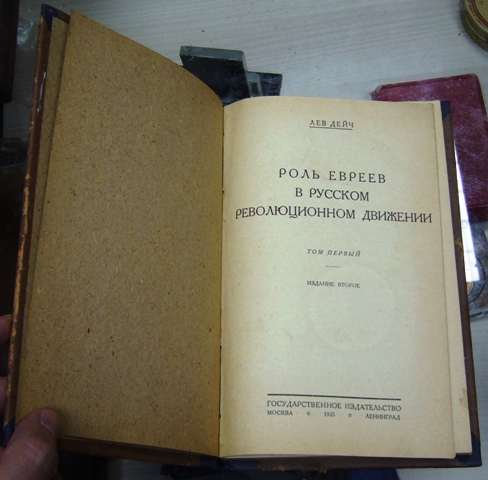 ЛЕВ ДЕЙЧ
РОЛЬ ЕВРЕЕВ
В РУССКОМ
РЕВОЛЮЦИОННОМ ДВИЖЕНИИ
ТОМ ПЕРВЫЙ
ИЗДАНИЕ ВТОРОЕ
ГОСУДАРСТВЕННОЕ ИЗДАТЕЛЬСТВО
МОСКВА * 1925 * ЛЕНИНГРАД